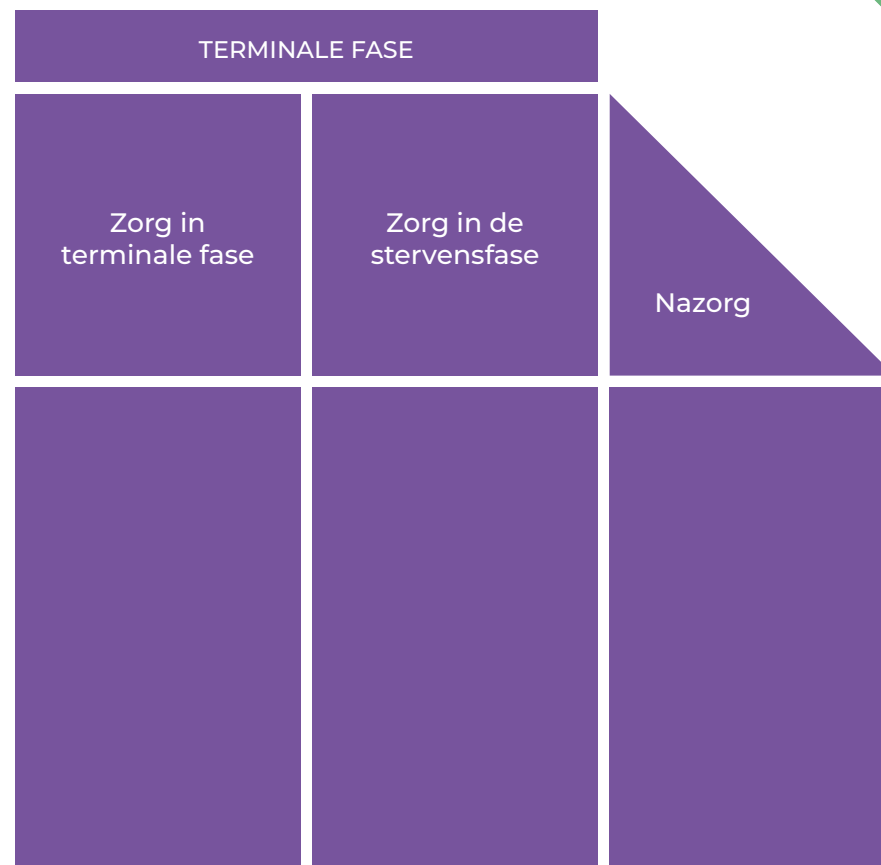 TERMINALE FASE
Zorg in
terminale fase
Zorg in de
stervensfase
Nazorg